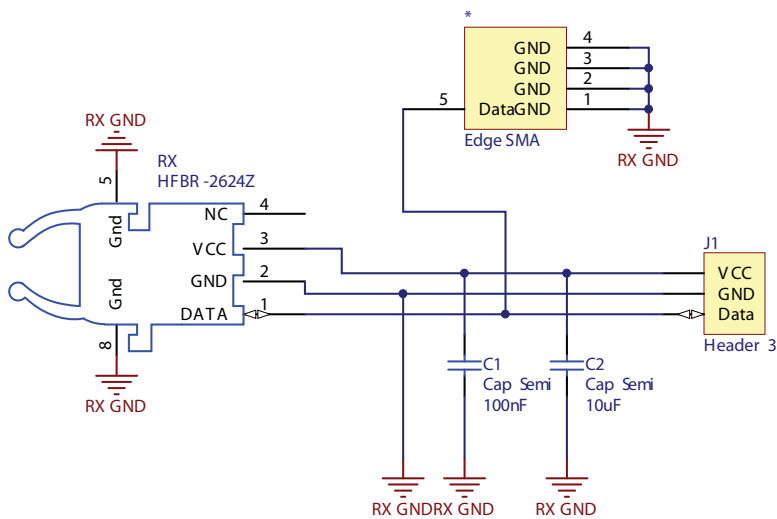 *
GND 4
GND 3
GND 2
5 DataGND 1
Edge SMA
RX GND
RX GND
RX
HFBR-2624Z
5
Gnd
NC 4
VCC 3
GND 2
DATA 1
Gnd
8
RX GND
J1
VCC
GND
Data
Header 3
C1
Cap Semi
100nF
C2
Cap Semi
10uF
RX GND
RX GND
RX GND